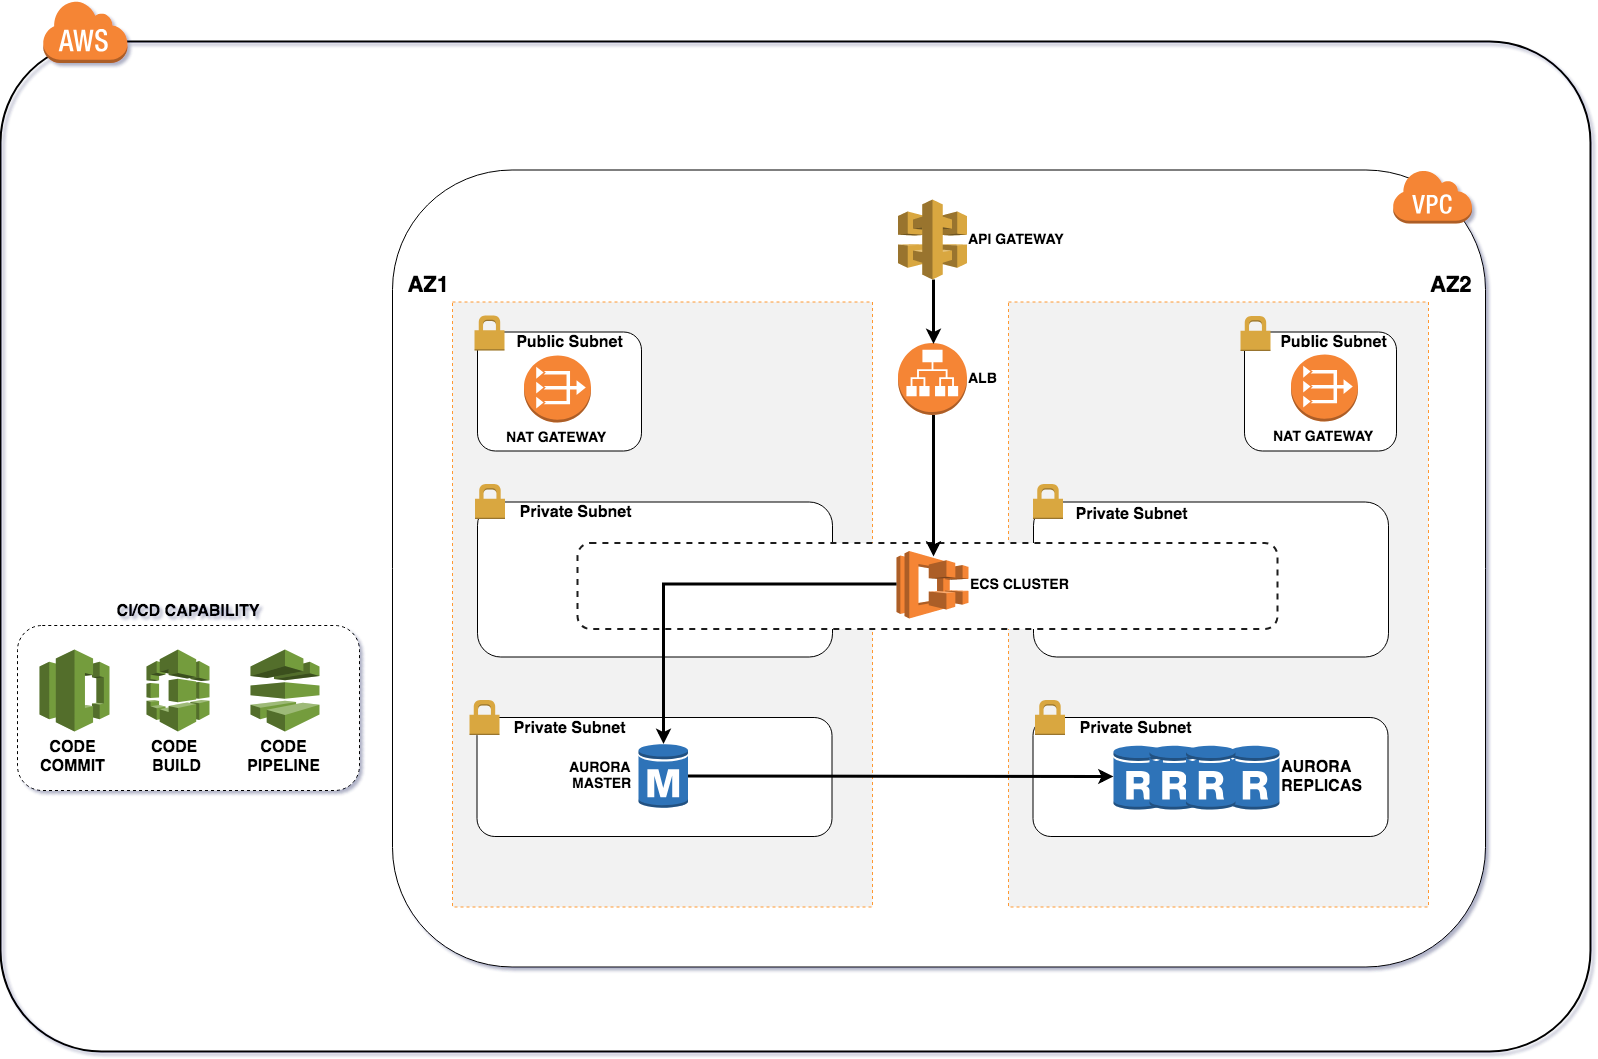 AWS
VPC
API GATEWAY
AZ1
AZ2
Public Subnet
NAT GATEWAY
ALB
Public Subnet
NAT GATEWAY
Private Subnet
Private Subnet
ECS CLUSTER
CI/CD CAPABILITY
CODE
COMMIT
CODE
BUILD
CODE
PIPELINE
Private Subnet
AURORA
MASTER
M
Private Subnet
R R R R
AURORA
REPLICAS